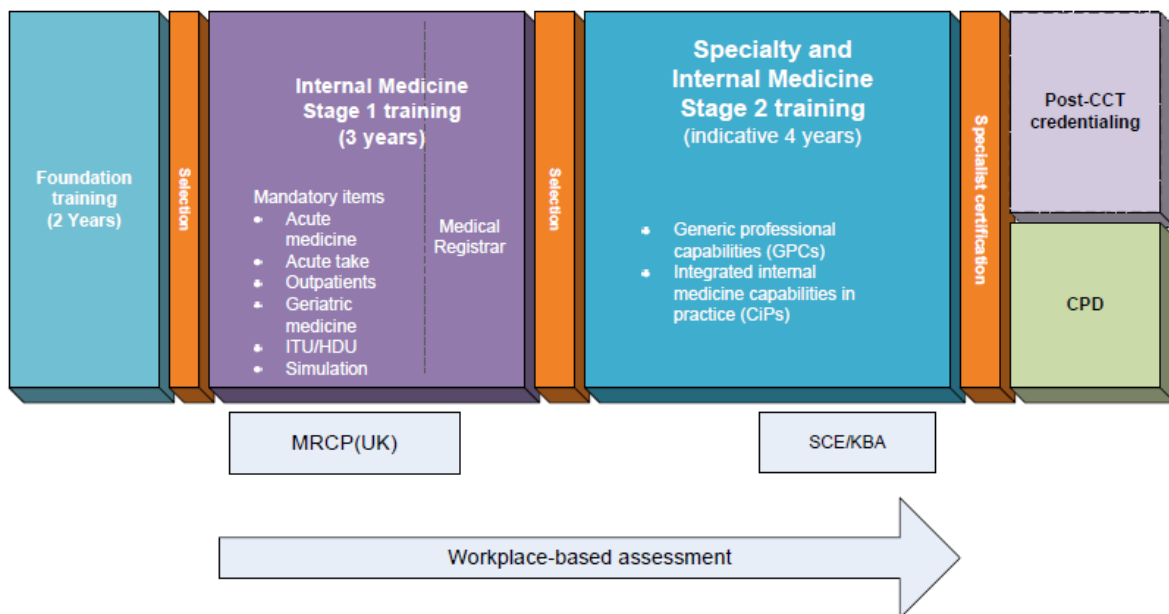 Foundation
training
(2 Years)
Selection
Internal Medicine
Stage 1 training
(3 years)
Mandatory items
• Acute
medicine
• Acute take
• Outpatients
• Geriatric
medicine
• ITU/HDU
• Simulation
Medical
Registrar
Selection
Specialty and
Internal Medicine
Stage 2 training
(indicative 4 years)
• Generic professional
capabilities (GPCs)
• Integrated internal
medicine capabilities in
practice (CiPs)
Specialist certification
Post-CCT
credentialing
CPD
MRCP(UK)
SCE/KBA
Workplace-based assessment